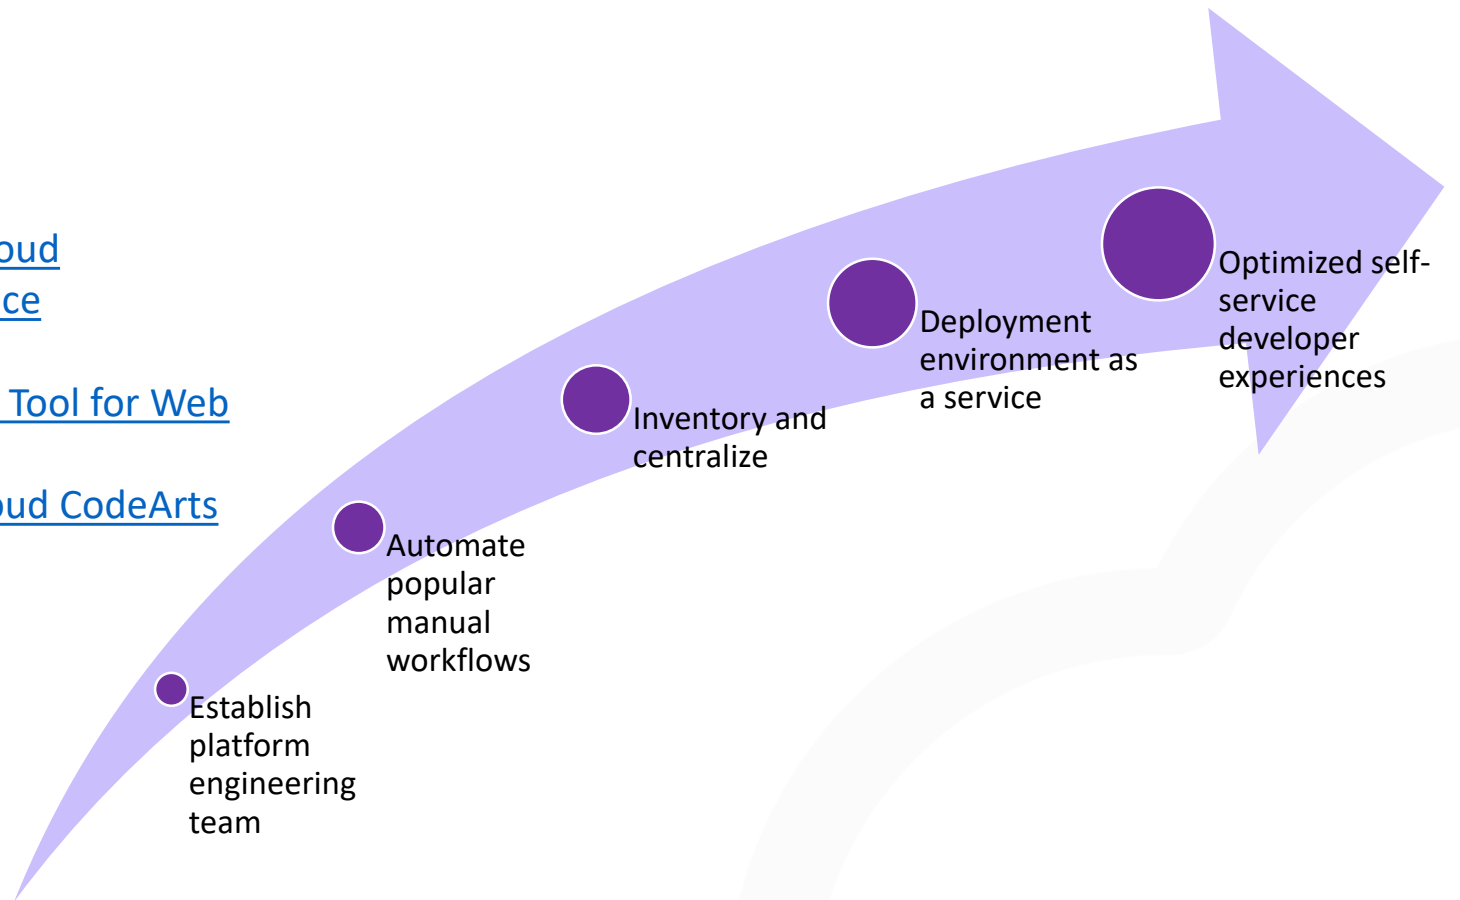 oud
ce
Tool for Web
oud CodeArts
Optimized self-
service
developer
experiences
Deployment
environment as
a service
Inventory and
centralize
Automate
popular
manual
workflows
Establish
platform
engineering
team